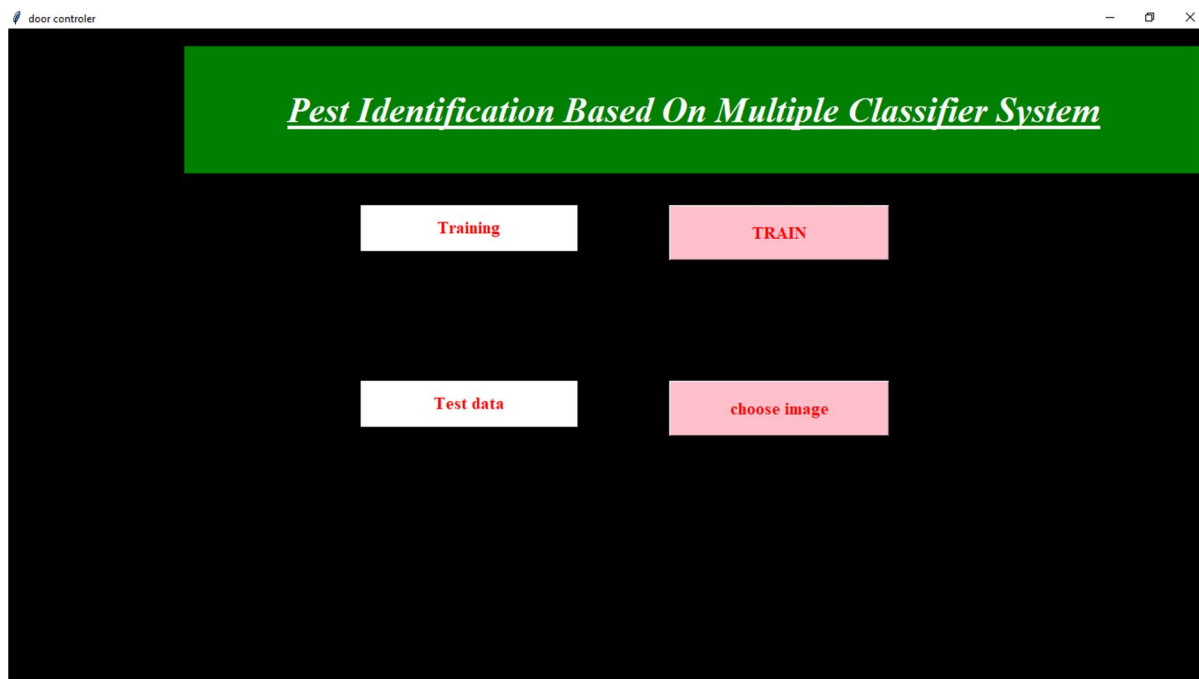 door controler
Pest Identification Based On Multiple Classifier System
Training
TRAIN
Test data
choose image